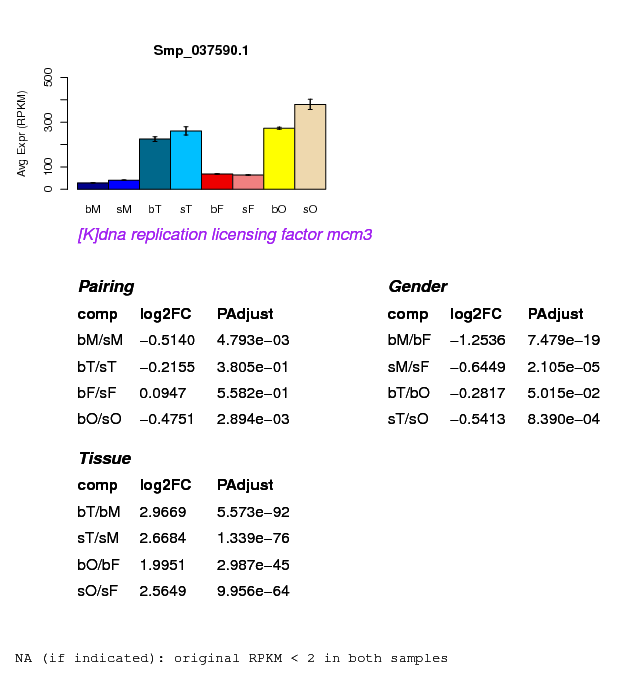 Smp_037590.1
Avg Expr (RPKM)
500
300
100
0
bM sM bT sT bF sF bO sO
[K]dna replication licensing factor mcm3
Pairing
comp log2FC PAdjust
bM/sM −0.5140 4.793e−03
bT/sT −0.2155 3.805e−01
bF/sF 0.0947 5.582e−01
bO/sO −0.4751 2.894e−03
Gender
comp log2FC PAdjust
bM/bF −1.2536 7.479e−19
sM/sF −0.6449 2.105e−05
bT/bO −0.2817 5.015e−02
sT/sO −0.5413 8.390e−04
Tissue
comp log2FC PAdjust
bT/bM 2.9669 5.573e−92
sT/sM 2.6684 1.339e−76
bO/bF 1.9951 2.987e−45
sO/sF 2.5649 9.956e−64
NA (if indicated): original RPKM < 2 in both samples